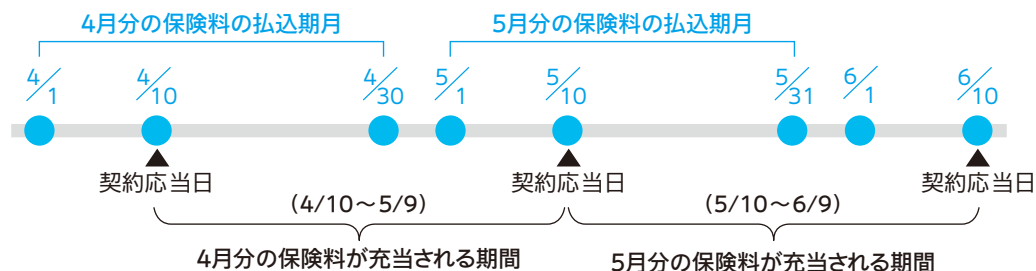 4月分の保険料の払込期月
5月分の保険料の払込期月
4/1
4/10
4/30
5/1
5/10
5/31
6/1
6/10
契約応当日
契約応当日
契約応当日
（4/10～5/9）
（5/10～6/9）
4月分の保険料が充当される期間
5月分の保険料が充当される期間